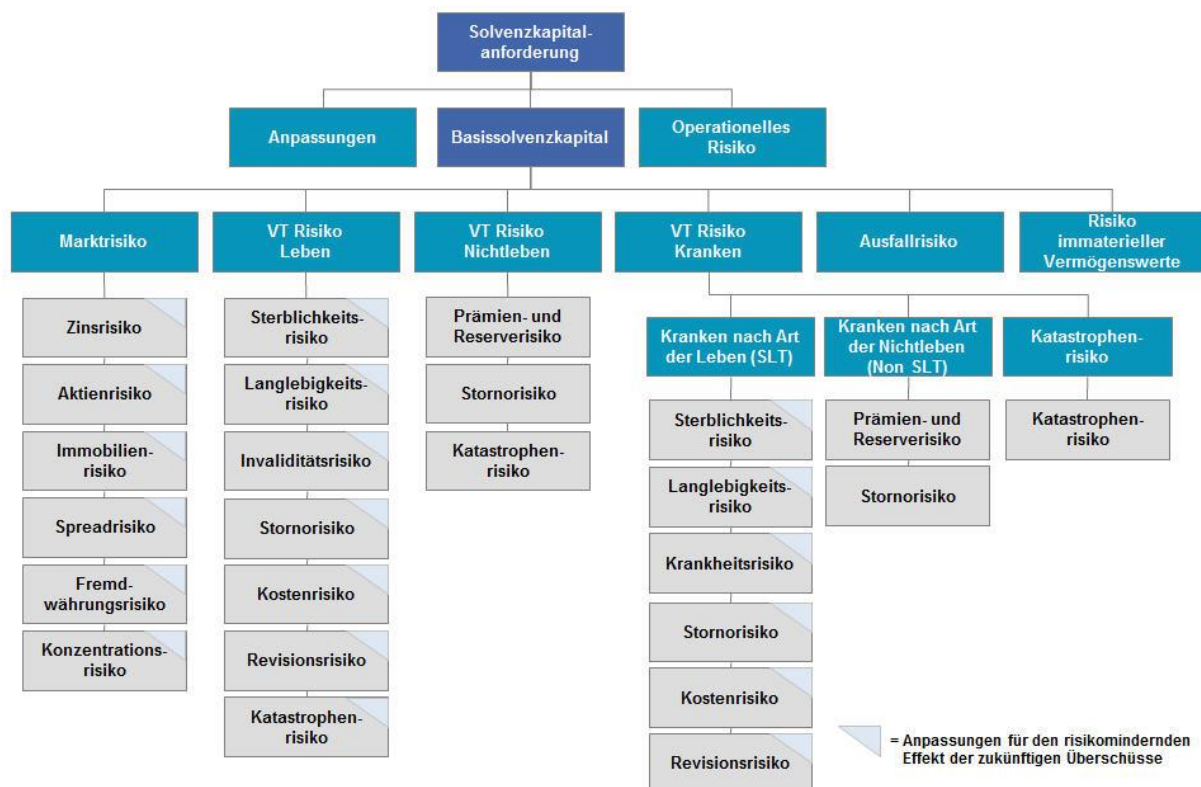 Solvenzkapital-
anforderung
Anpassungen
Basissolvenzkapital
Operationelles
Risiko
Marktrisiko
VT Risiko
Leben
VT Risiko
Nichtleben
VT Risiko
Kranken
Ausfallrisiko
Risiko
immaterieller
Vermögenswerte
Zinsrisiko
Aktienrisiko
Immobilien-
risiko
Spreadrisiko
Fremd-
währungsrisiko
Konzentrations-
risiko
Sterblichkeits-
risiko
Langlebigkeits-
risiko
Invaliditätsrisiko
Stornorisiko
Kostenrisiko
Revisionsrisiko
Katastrophen-
risiko
Prämien- und
Reserverisiko
Stornorisiko
Katastrophen-
risiko
Kranken nach Art
der Leben (SLT)
Sterblichkeits-
risiko
Langlebigkeits-
risiko
Krankheitsrisiko
Stornorisiko
Kostenrisiko
Revisionsrisiko
Kranken nach Art
der Nichtleben
(Non SLT)
Prämien- und
Reserverisiko
Stornorisiko
Katastrophen-
risiko
Katastrophen-
risiko
= Anpassungen für den risikomindernden
Effekt der zukünftigen Überschüsse